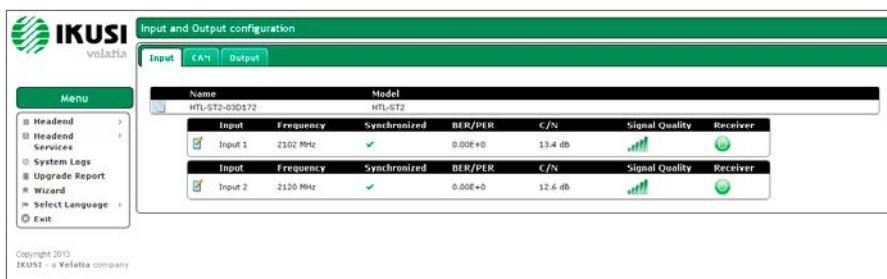 IKUSI
velatia
Input and Output configuration
Input CAM Output
Menu
Headend
Headend Services
System Logs
Upgrade Report
Wizard
Select Language
Exit
Name Model
HTL-ST2-03D172 HTL-ST2
Input Frequency Synchronized BER/PER C/N Signal Quality Receiver
Input 1 2102 MHz 0.00E+0 13.4 dB
Input Frequency Synchronized BER/PER C/N Signal Quality Receiver
Input 2 2120 MHz 0.00E+0 12.6 dB
Copyright 2013
IKUSI - a Velatia company